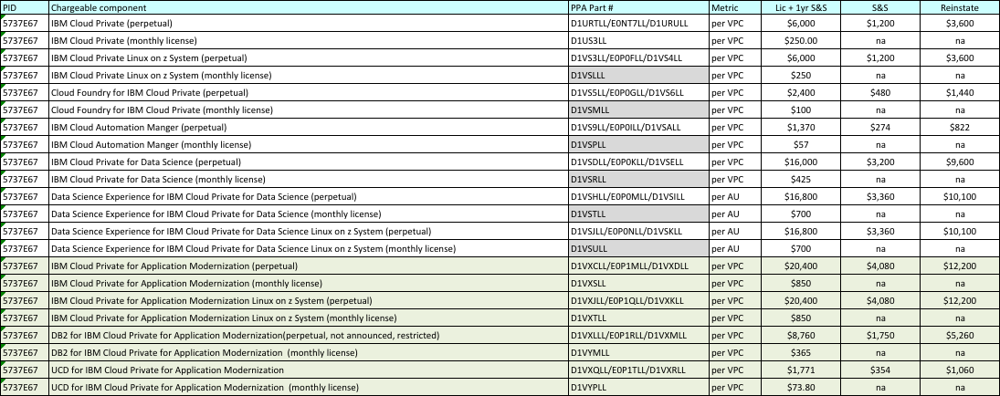 PID Chargeable component PPA Part # Metric Lic + 1yr S&S S&S Reinstate
5737E67 IBM Cloud Private (perpetual) D1URTLL/E0NT7LL/D1URULL per VPC $6,000 $1,200 $3,600
5737E67 IBM Cloud Private (monthly license) D1US3LL per VPC $250.00 na na
5737E67 IBM Cloud Private Linux on z System (perpetual) D1VS3LL/E0P0FLL/D1VS4LL per VPC $6,000 $1,200 $3,600
5737E67 IBM Cloud Private Linux on z System (monthly license) D1VSLLL per VPC $250 na na
5737E67 Cloud Foundry for IBM Cloud Private (perpetual) D1VS5LL/E0P0GLL/D1VS6LL per VPC $2,400 $480 $1,440
5737E67 Cloud Foundry for IBM Cloud Private (monthly license) D1VSMLL per VPC $100 na na
5737E67 IBM Cloud Automation Manger (perpetual) D1VS9LL/E0P0ILL/D1VSALL per VPC $1,370 $274 $822
5737E67 IBM Cloud Automation Manger (monthly license) D1VSPLL per VPC $57 na na
5737E67 IBM Cloud Private for Data Science (perpetual) D1VSDLL/E0P0KLL/D1VSELL per VPC $16,000 $3,200 $9,600
5737E67 IBM Cloud Private for Data Science (monthly license) D1VSRLL per VPC $425 na na
5737E67 Data Science Experience for IBM Cloud Private for Data Science (perpetual) D1VSHLL/E0P0MLL/D1VSILL per AU $16,800 $3,360 $10,100
5737E67 Data Science Experience for IBM Cloud Private for Data Science (monthly license) D1VSTLL per AU $700 na na
5737E67 Data Science Experience for IBM Cloud Private for Data Science Linux on z System (perpetual) D1VSJLL/E0P0NLL/D1VSKLL per AU $16,800 $3,360 $10,100
5737E67 Data Science Experience for IBM Cloud Private for Data Science Linux on z System (monthly license) D1VSULL per AU $700 na na
5737E67 IBM Cloud Private for Application Modernization (perpetual) D1VXCLL/E0P1MLL/D1VXDLL per VPC $20,400 $4,080 $12,200
5737E67 IBM Cloud Private for Application Modernization (monthly license) D1VXSLL per VPC $850 na na
5737E67 IBM Cloud Private for Application Modernization Linux on z System (perpetual) D1VXJLL/E0P1QLL/D1VXKLL per VPC $20,400 $4,080 $12,200
5737E67 IBM Cloud Private for Application Modernization Linux on z System (monthly license) D1VXTLL per VPC $850 na na
5737E67 DB2 for IBM Cloud Private for Application Modernization(perpetual, not announced, restricted) D1VXLLL/E0P1RLL/D1VXMLL per VPC $8,760 $1,750 $5,260
5737E67 DB2 for IBM Cloud Private for Application Modernization (monthly license) D1VYMLL per VPC $365 na na
5737E67 UCD for IBM Cloud Private for Application Modernization D1VXQLL/E0P1TLL/D1VXRLL per VPC $1,771 $354 $1,060
5737E67 UCD for IBM Cloud Private for Application Modernization (monthly license) D1VYPLL per VPC $73.80 na na